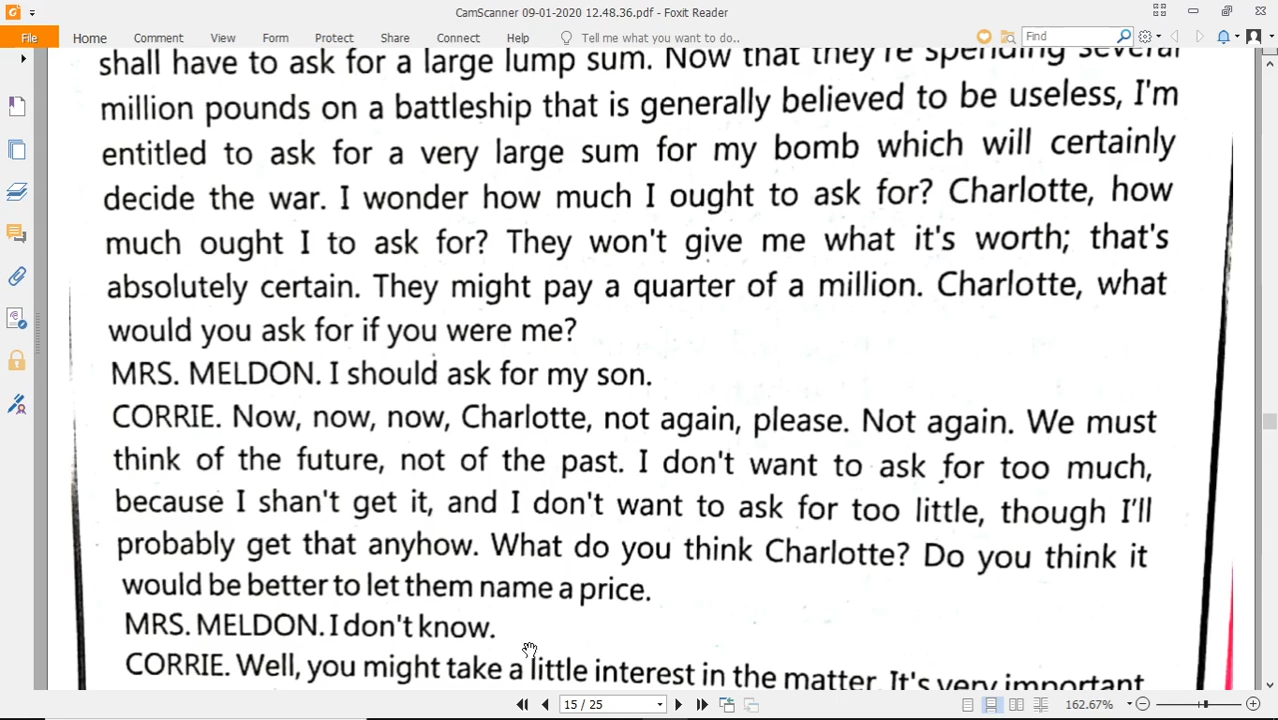 CamScanner 09-01-2020 12.48.36.pdf - Foxit Reader
File Home Comment View Form Protect Share Connect Help Tell me what you want to do.. Find
shall have to ask for a large lump sum. Now that they're spending several
million pounds on a battleship that is generally believed to be useless, I'm
entitled to ask for a very large sum for my bomb which will certainly
decide the war. I wonder how much I ought to ask for? Charlotte, how
much ought I to ask for? They won't give me what it's worth; that's
absolutely certain. They might pay a quarter of a million. Charlotte, what
would you ask for if you were me?
MRS. MELDON. I should ask for my son.
CORRIE. Now, now, now, Charlotte, not again, please. Not again. We must
think of the future, not of the past. I don't want to ask for too much,
because I shan't get it, and I don't want to ask for too little, though I'll
probably get that anyhow. What do you think Charlotte? Do you think it
would be better to let them name a price.
MRS. MELDON. I don't know.
CORRIE. Well, you might take a little interest in the matter. It's very important
15 / 25 162.67%